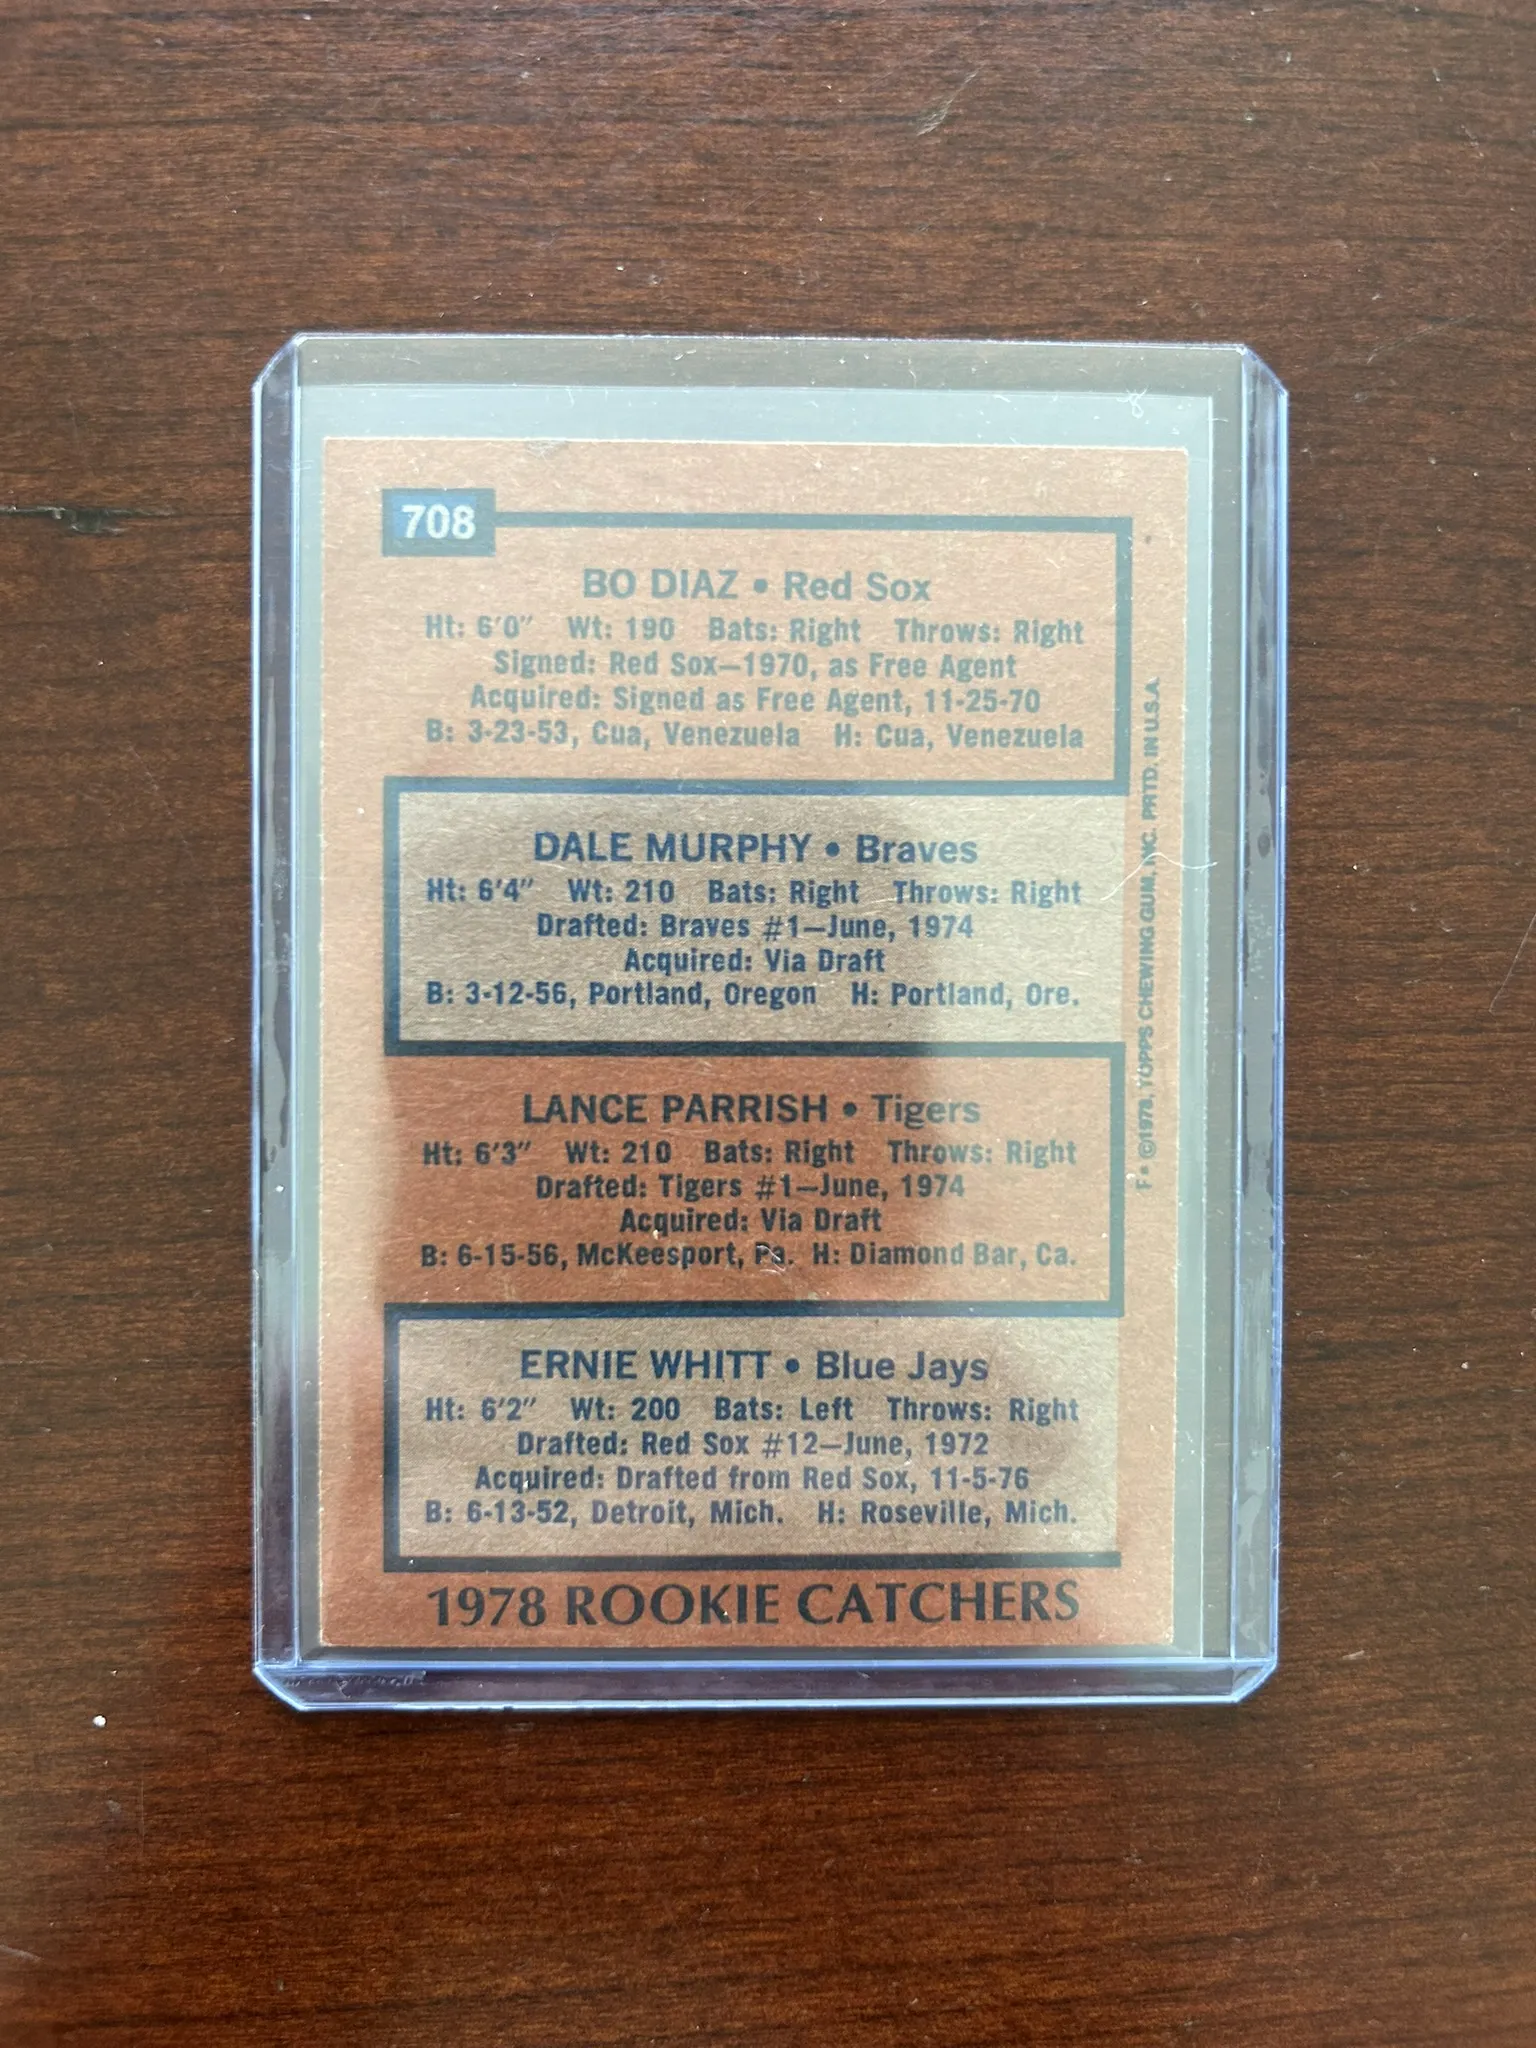 708
BO DIAZ • Red Sox
Ht: 6'0" Wt: 190 Bats: Right Throws: Right
Signed: Red Sox—1970, as Free Agent
Acquired: Signed as Free Agent, 11-25-70
B: 3-23-53, Cua, Venezuela H: Cua, Venezuela
DALE MURPHY • Braves
Ht: 6'4" Wt: 210 Bats: Right Throws: Right
Drafted: Braves #1—June, 1974
Acquired: Via Draft
B: 3-12-56, Portland, Oregon H: Portland, Ore.
LANCE PARRISH • Tigers
Ht: 6'3" Wt: 210 Bats: Right Throws: Right
Drafted: Tigers #1—June, 1974
Acquired: Via Draft
B: 6-15-56, McKeesport, Pa. H: Diamond Bar, Ca.
ERNIE WHITT • Blue Jays
Ht: 6'2" Wt: 200 Bats: Left Throws: Right
Drafted: Red Sox #12—June, 1972
Acquired: Drafted from Red Sox, 11-5-76
B: 6-13-52, Detroit, Mich. H: Roseville, Mich.
1978 ROOKIE CATCHERS
F* ©1978, TOPPS CHEWING GUM, INC. PRTD. IN U.S.A.